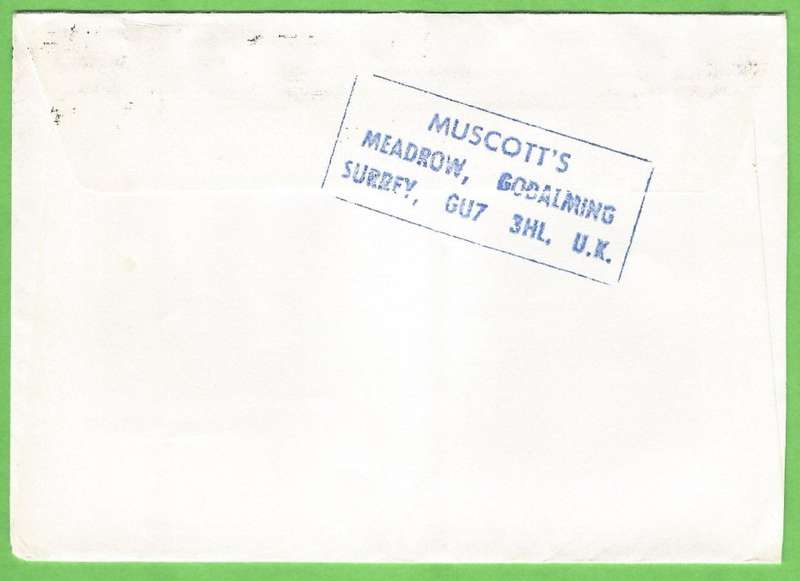 MUSCOTT'S
MEADROW, GODALMING
SURREY, GU7 3HL. U.K.